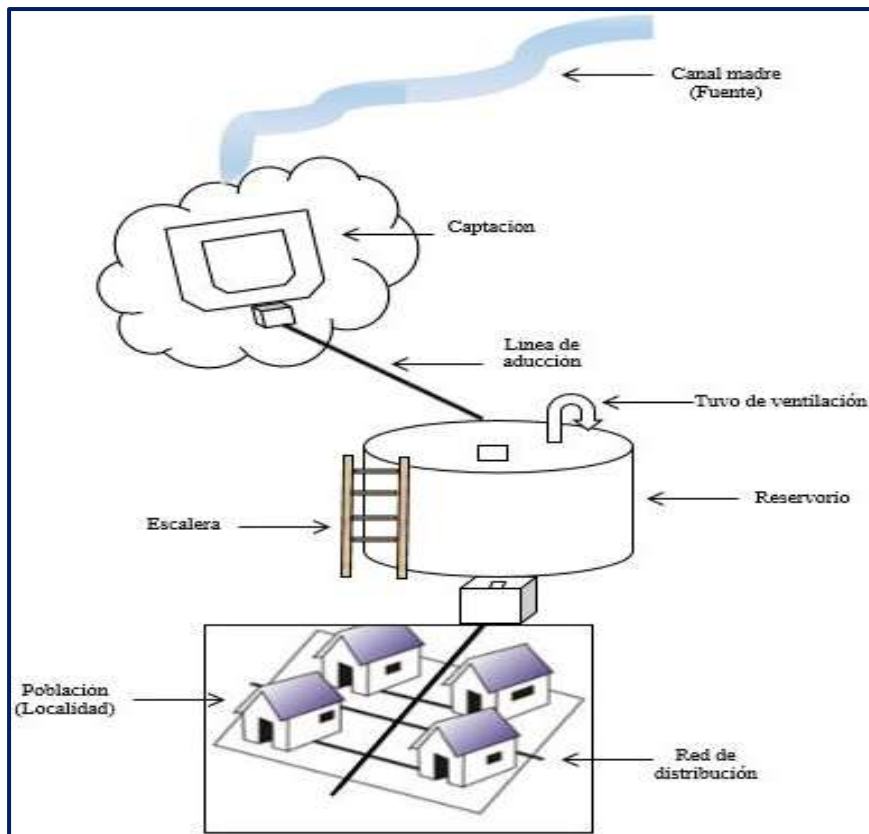 Canal madre
(Fuente)
Captacion
Linea de
aducción
Tuvo de ventilación
Reservorio
Escalera
Población
(Localidad)
Red de
distribución